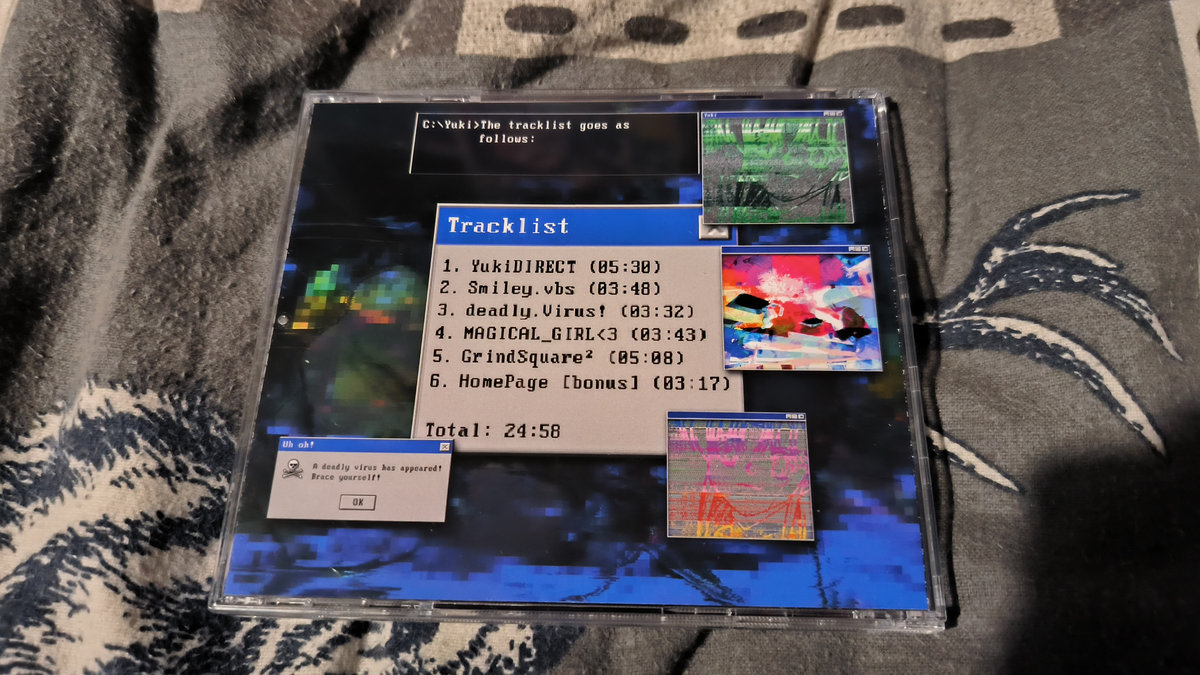 C:\Yuki>The tracklist goes as
follows:
Yuki
Tracklist
1. YukiDIRECT (05:30)
2. Smiley.vbs (03:48)
3. deadly.Virus! (03:32)
4. MAGICAL_GIRL<3 (03:43)
5. GrindSquare² (05:08)
6. HomePage [bonus] (03:17)
Total: 24:58
Uh oh!
A deadly virus has appeared!
Brace yourself!
OK